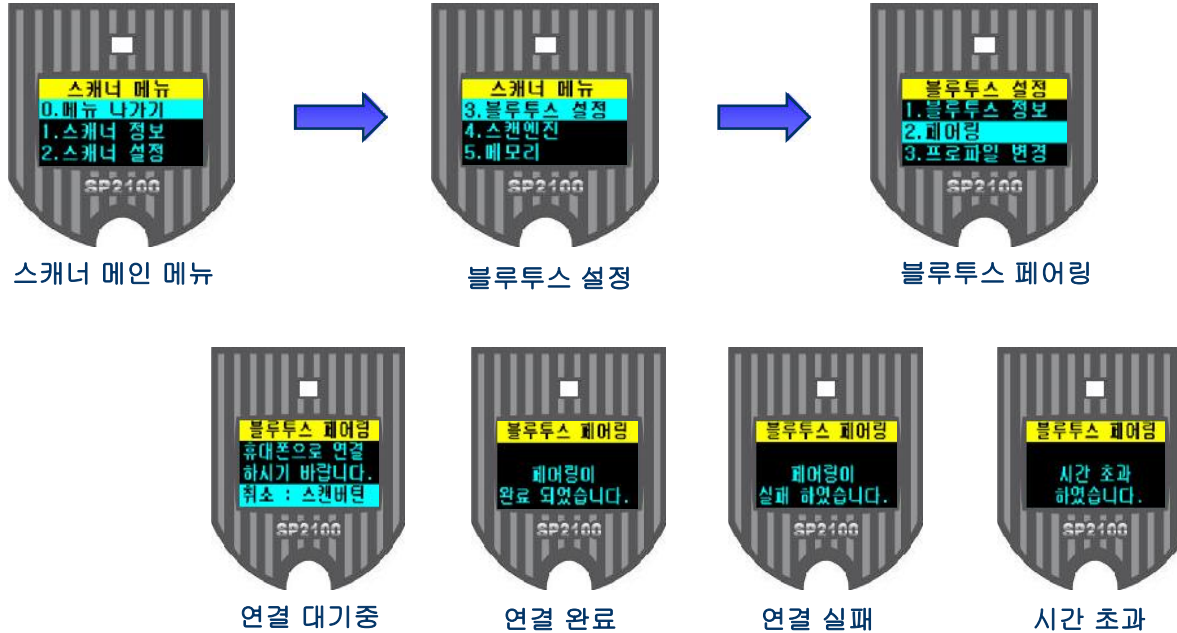 스캐너 메뉴
0.메뉴 나가기
1.스캐너 정보
2.스캐너 설정
SP2100
스캐너 메인 메뉴
스캐너 메뉴
3.블루투스 설정
4.스캔엔진
5.메모리
SP2100
블루투스 설정
블루투스 설정
1.블루투스 정보
2.페어링
3.프로파일 변경
SP2100
블루투스 페어링
블루투스 페어링
휴대폰으로 연결
하시기 바랍니다.
취소 : 스캔버튼
SP2100
연결 대기중
블루투스 페어링
페어링이
완료 되었습니다.
SP2100
연결 완료
블루투스 페어링
페어링이
실패 하였습니다.
SP2100
연결 실패
블루투스 페어링
시간 초과
하였습니다.
SP2100
시간 초과